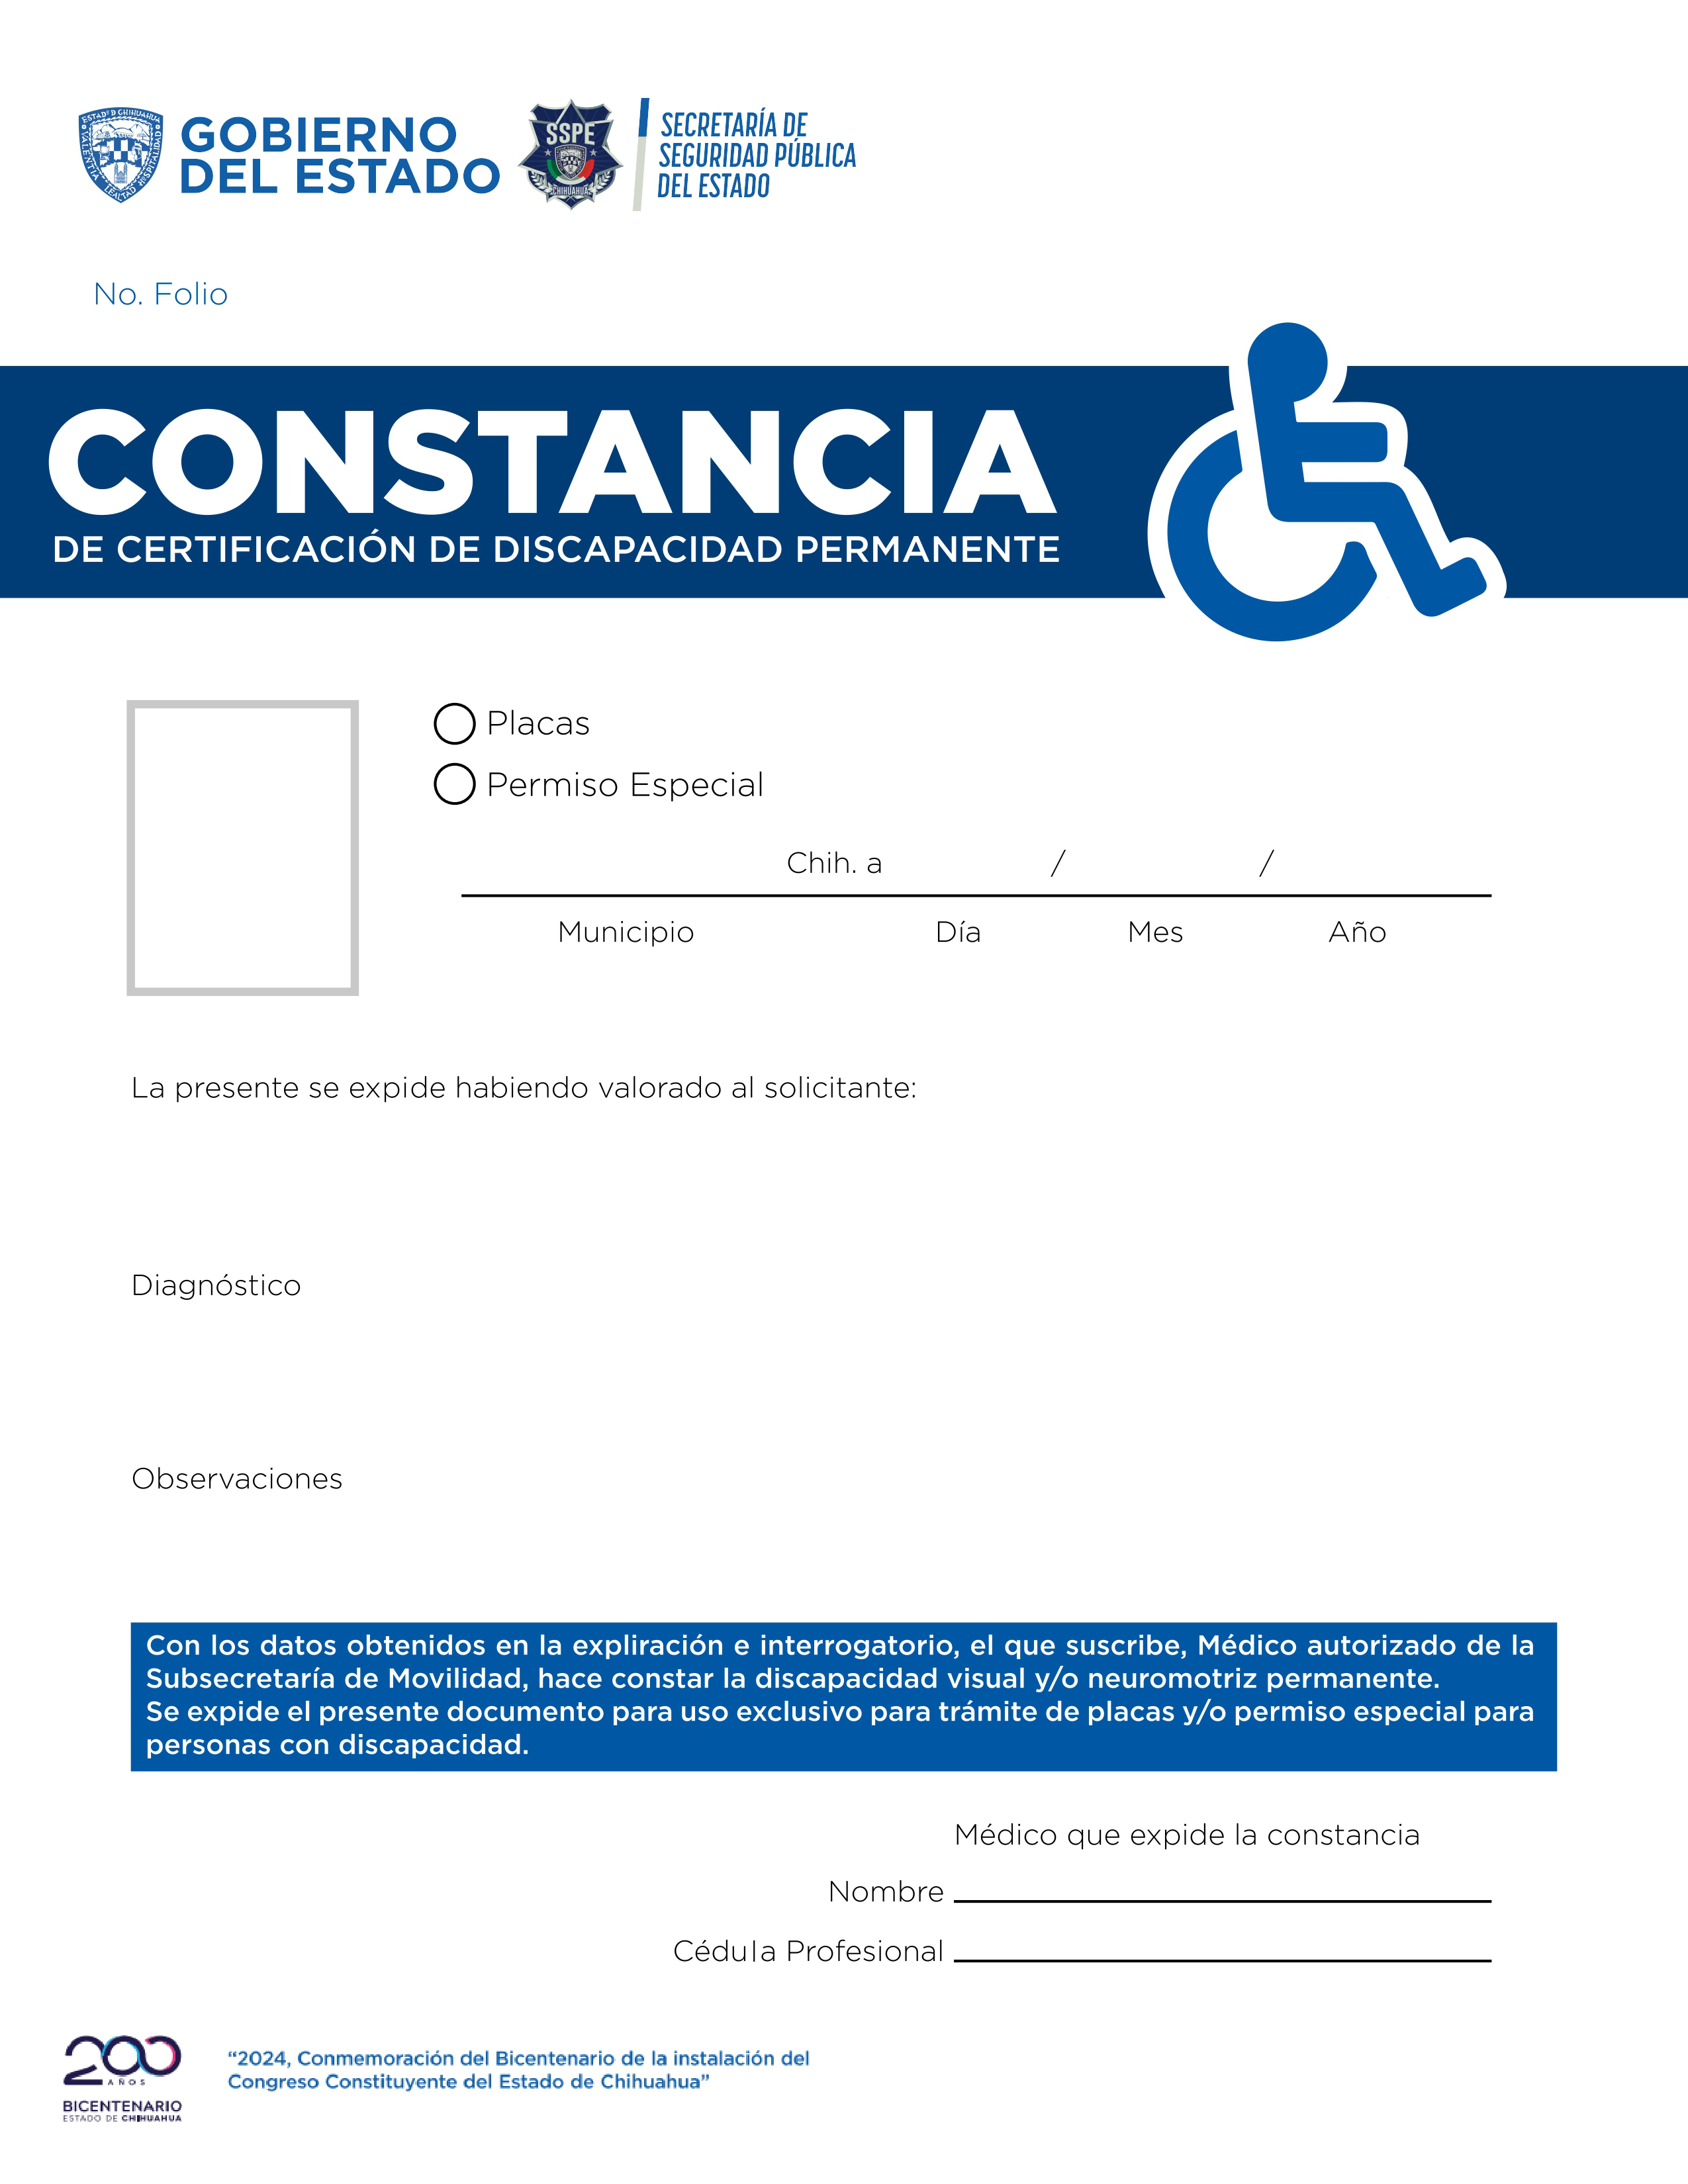 ESTADO D CHIHUAHUA
VALENTIA LEALTAD HOSPITALIDAD
GOBIERNO
DEL ESTADO
SSPE
CHIHUAHUA
SECRETARÍA DE
SEGURIDAD PÚBLICA
DEL ESTADO
No. Folio
CONSTANCIA
DE CERTIFICACIÓN DE DISCAPACIDAD PERMANENTE
Placas
Permiso Especial
Chih. a / /
Municipio Día Mes Año
La presente se expide habiendo valorado al solicitante:
Diagnóstico
Observaciones
Con los datos obtenidos en la expliración e interrogatorio, el que suscribe, Médico autorizado de la
Subsecretaría de Movilidad, hace constar la discapacidad visual y/o neuromotriz permanente.
Se expide el presente documento para uso exclusivo para trámite de placas y/o permiso especial para
personas con discapacidad.
Médico que expide la constancia
Nombre
Cédula Profesional
200
AÑOS
BICENTENARIO
ESTADO DE CHIHUAHUA
“2024, Conmemoración del Bicentenario de la instalación del
Congreso Constituyente del Estado de Chihuahua”